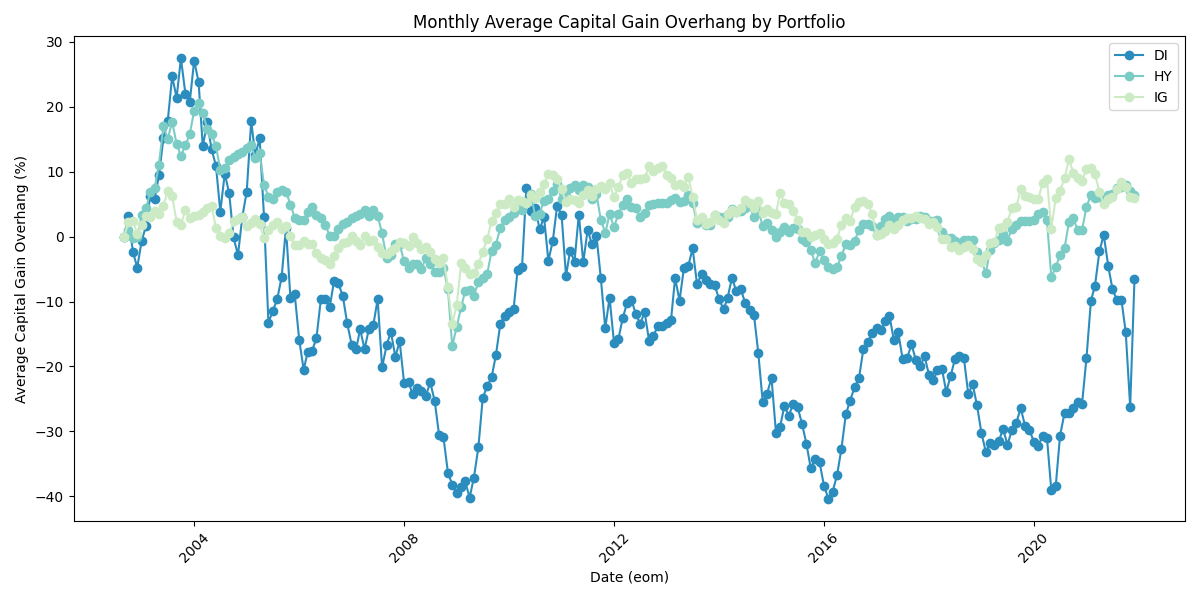 Monthly Average Capital Gain Overhang by Portfolio
DI
HY
IG
Average Capital Gain Overhang (%)
30
20
10
0
−10
−20
−30
−40
2004
2008
2012
2016
2020
Date (eom)